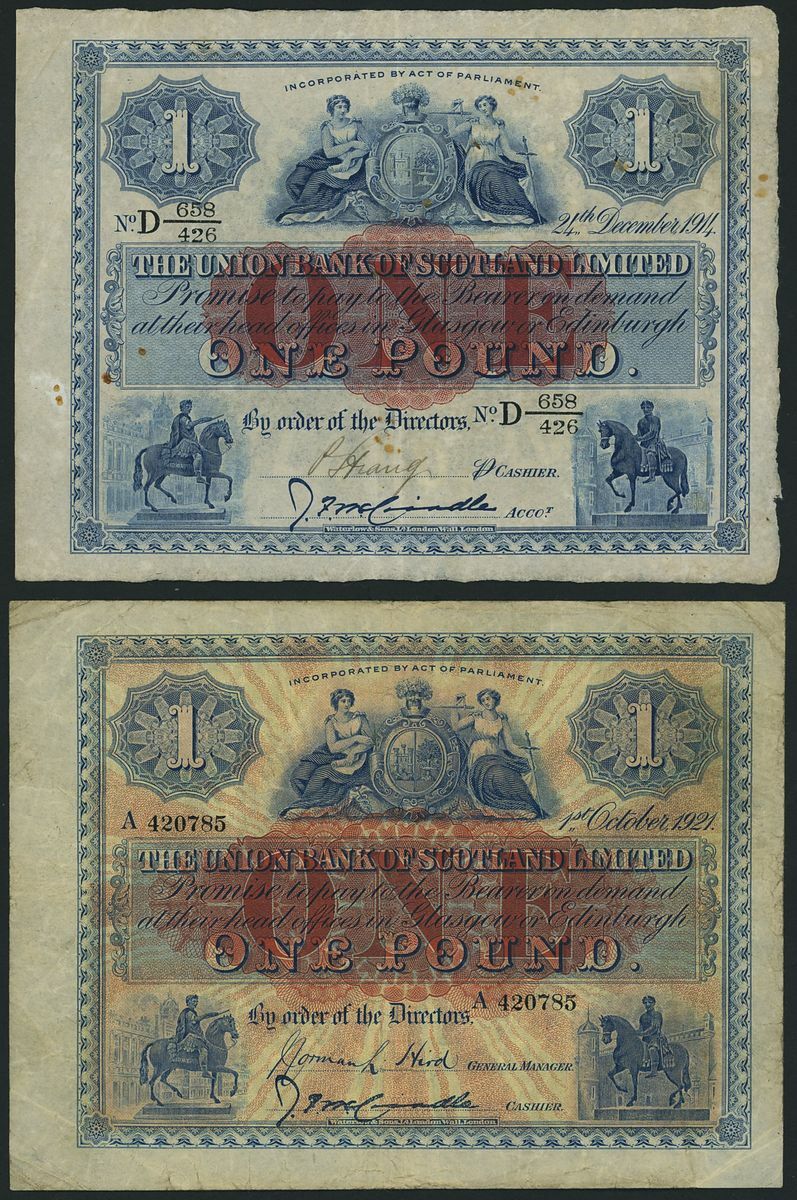 INCORPORATED BY ACT OF PARLIAMENT.
1 1
No. D 658/426
24th December, 1914.
THE UNION BANK OF SCOTLAND LIMITED
Promise to pay to the Bearer on demand
at their head offices in Glasgow or Edinburgh
ONE
ONE POUND.
By order of the Directors. No. D 658/426
Pr. CASHIER.
J. F. McCrindle ACCOT.
Waterlow & Sons, Ld. London Wall, London
INCORPORATED BY ACT OF PARLIAMENT.
1 1
A 420785
1st October, 1921.
THE UNION BANK OF SCOTLAND LIMITED
Promise to pay to the Bearer on demand
at their head offices in Glasgow or Edinburgh
ONE
ONE POUND.
By order of the Directors. A 420785
Norman L Hird GENERAL MANAGER
J. F. McCrindle CASHIER.
Waterlow & Sons, Ld. London Wall, London